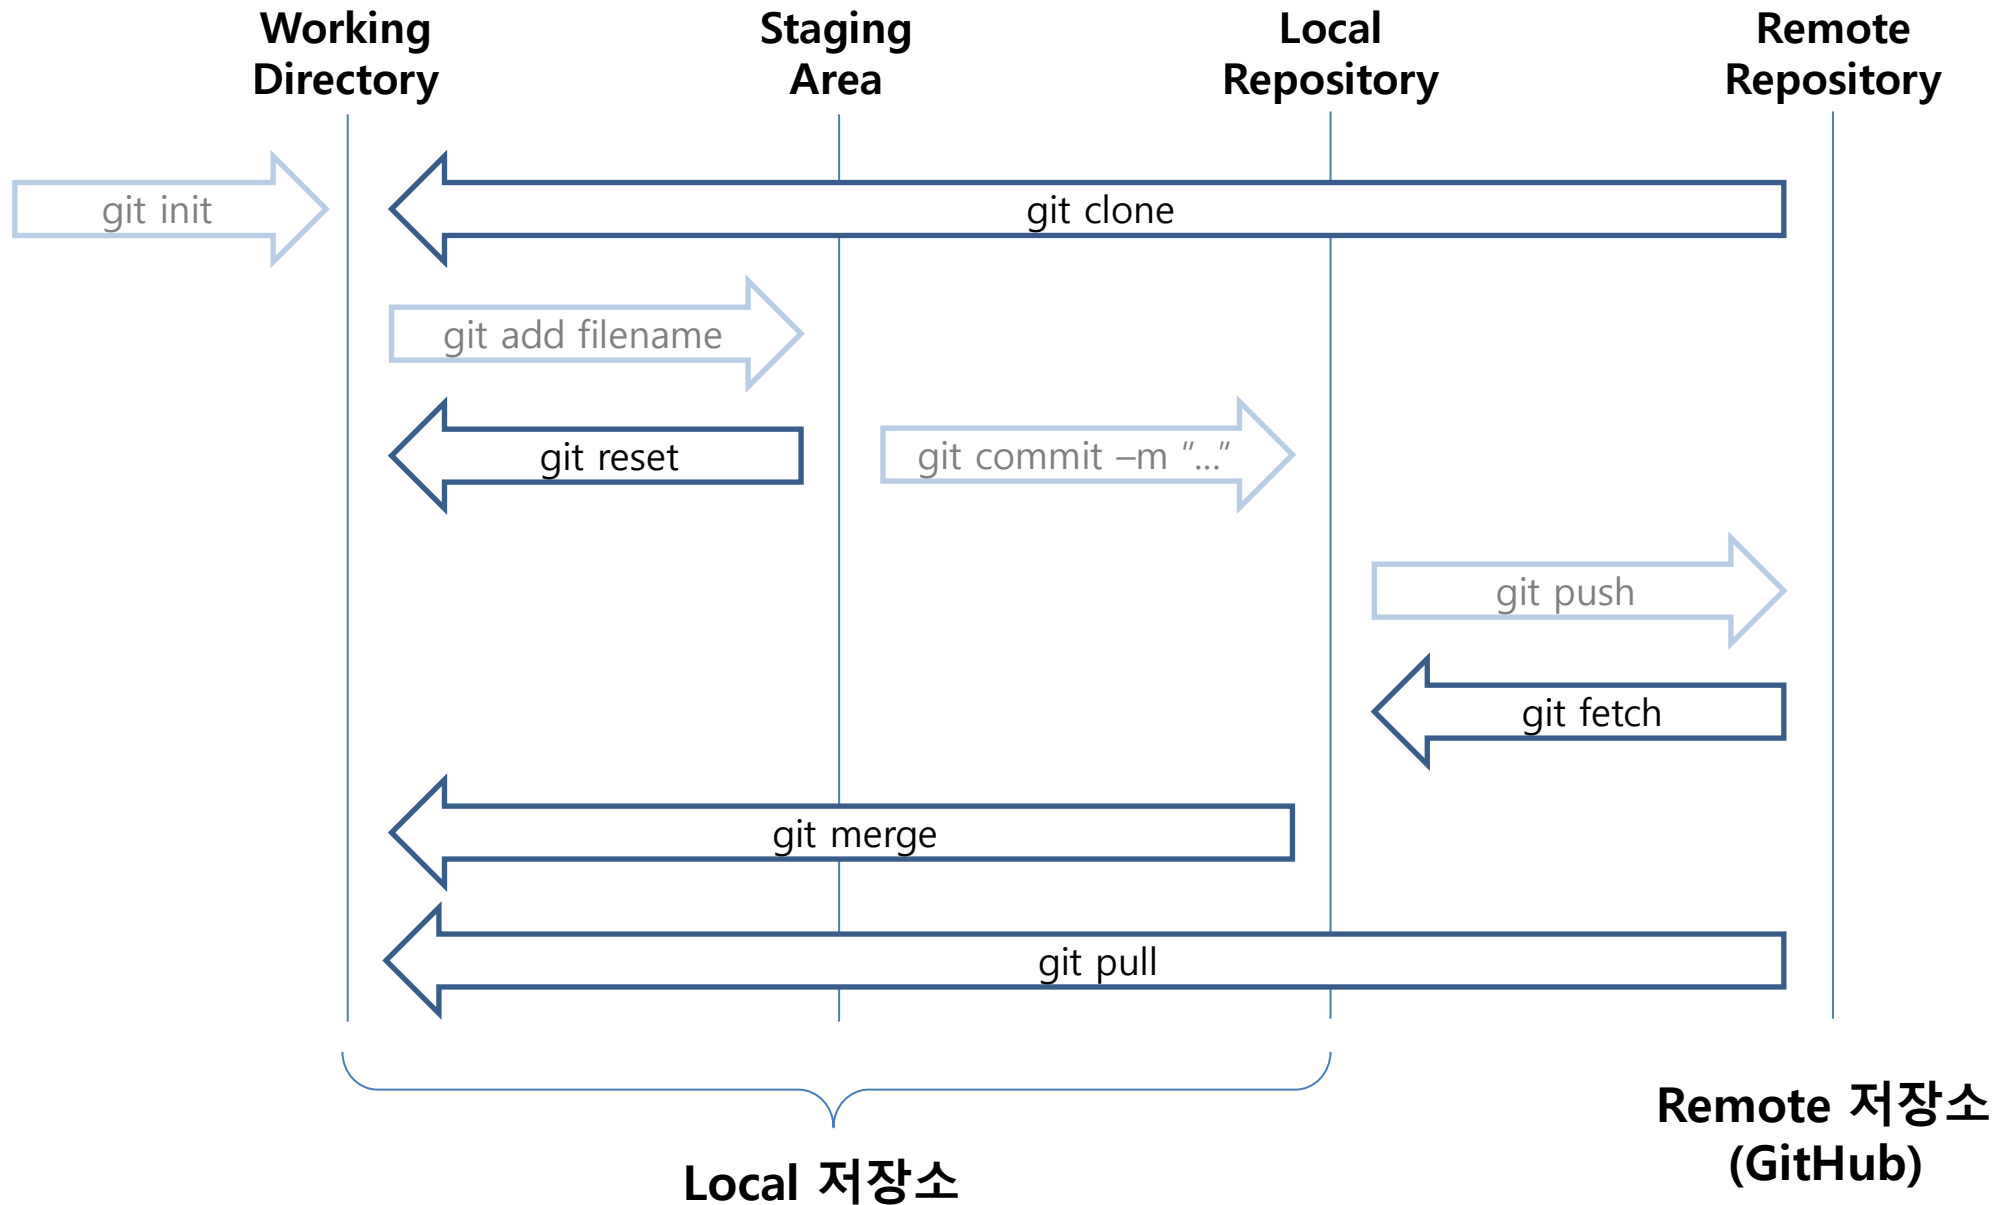 Working
Directory
Staging
Area
Local
Repository
Remote
Repository
git init
git clone
git add filename
git reset
git commit –m “…”
git push
git fetch
git merge
git pull
Local 저장소
Remote 저장소
(GitHub)